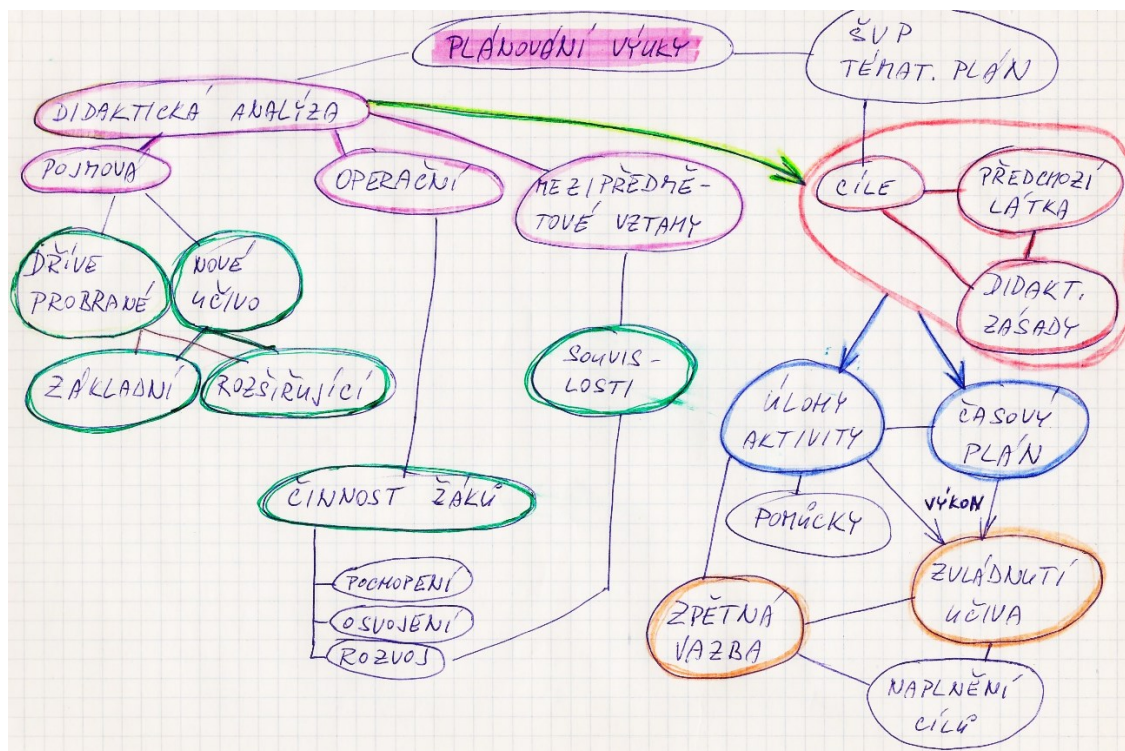 PLÁNOVÁNÍ VÝUKY
ŠVP
TÉMAT. PLÁN
DIDAKTICKÁ ANALÝZA
POJMOVÁ
OPERAČNÍ
MEZIPŘEDMĚ-
TOVÉ VZTAHY
CÍLE
PŘEDCHOZÍ
LÁTKA
DIDAKT.
ZÁSADY
DŘÍVE
PROBRANÉ
NOVÉ
UČIVO
ZÁKLADNÍ
ROZŠIŘUJÍCÍ
SOUVIS-
LOSTI
ÚLOHY
AKTIVITY
ČASOVÝ
PLÁN
ČINNOST ŽÁKŮ
POMŮCKY
VÝKON
POCHOPENÍ
OSVOJENÍ
ROZVOJ
ZPĚTNÁ
VAZBA
ZVLÁDNUTÍ
UČIVA
NAPLNĚNÍ
CÍLŮ